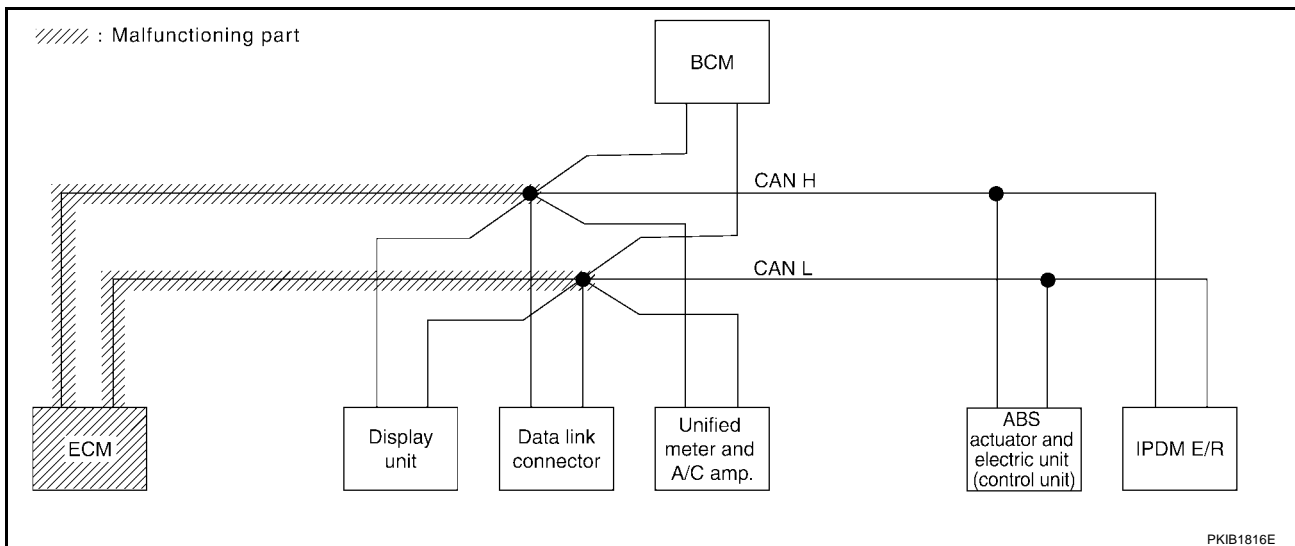 : Malfunctioning part
BCM
CAN H
CAN L
ECM
Display
unit
Data link
connector
Unified
meter and
A/C amp.
ABS
actuator and
electric unit
(control unit)
IPDM E/R
PKIB1816E